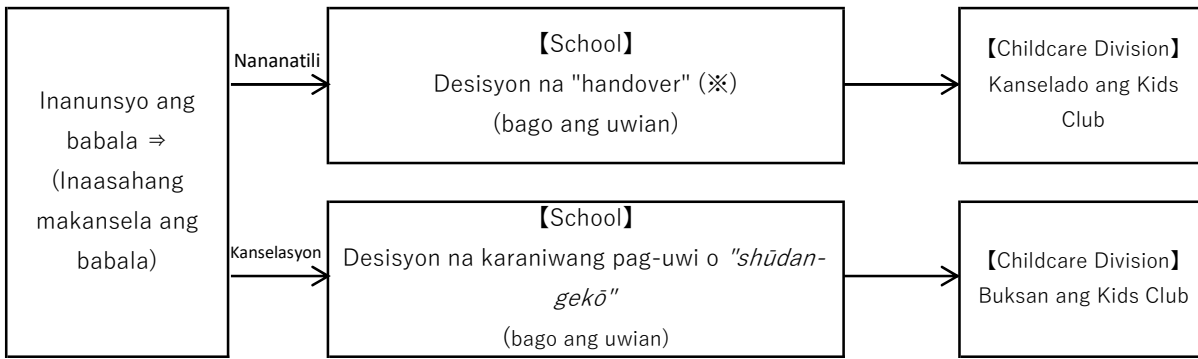 Inanunsyo ang
babala ⇒
(Inaasahang
makansela ang
babala)
Nananatili
【School】
Desisyon na "handover" (※)
(bago ang uwian)
【Childcare Division】
Kanselado ang Kids
Club
Kanselasyon
【School】
Desisyon na karaniwang pag-uwi o "shūdan-
gekō"
(bago ang uwian)
【Childcare Division】
Buksan ang Kids Club